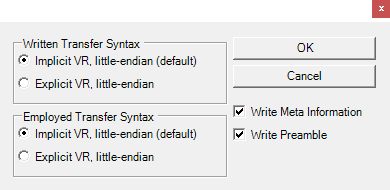 Written Transfer Syntax
Implicit VR, little-endian (default)
Explicit VR, little-endian
Employed Transfer Syntax
Implicit VR, little-endian (default)
Explicit VR, little-endian
OK
Cancel
Write Meta Information
Write Preamble